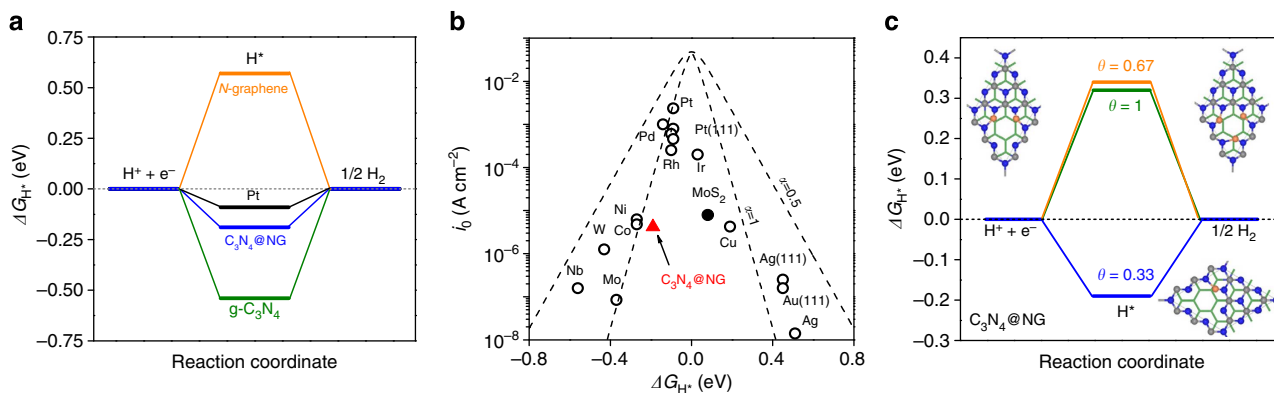 a
ΔG_H* (eV)
0.75
0.50
0.25
0.00
−0.25
−0.50
−0.75
H*
N-graphene
H⁺ + e⁻
1/2 H₂
Pt
C₃N₄@NG
g-C₃N₄
Reaction coordinate
b
i₀ (A cm⁻²)
10⁻²
10⁻⁴
10⁻⁶
10⁻⁸
Pt
Pd
Pt(111)
Rh
Ir
MoS₂
Ni
Co
W
Cu
Nb
Mo
C₃N₄@NG
Ag(111)
Au(111)
Ag
α=1
α=0.5
−0.8
−0.4
0.0
0.4
0.8
ΔG_H* (eV)
c
ΔG_H* (eV)
0.4
0.3
0.2
0.1
0.0
−0.1
−0.2
−0.3
θ = 0.67
θ = 1
H⁺ + e⁻
1/2 H₂
θ = 0.33
H*
C₃N₄@NG
Reaction coordinate